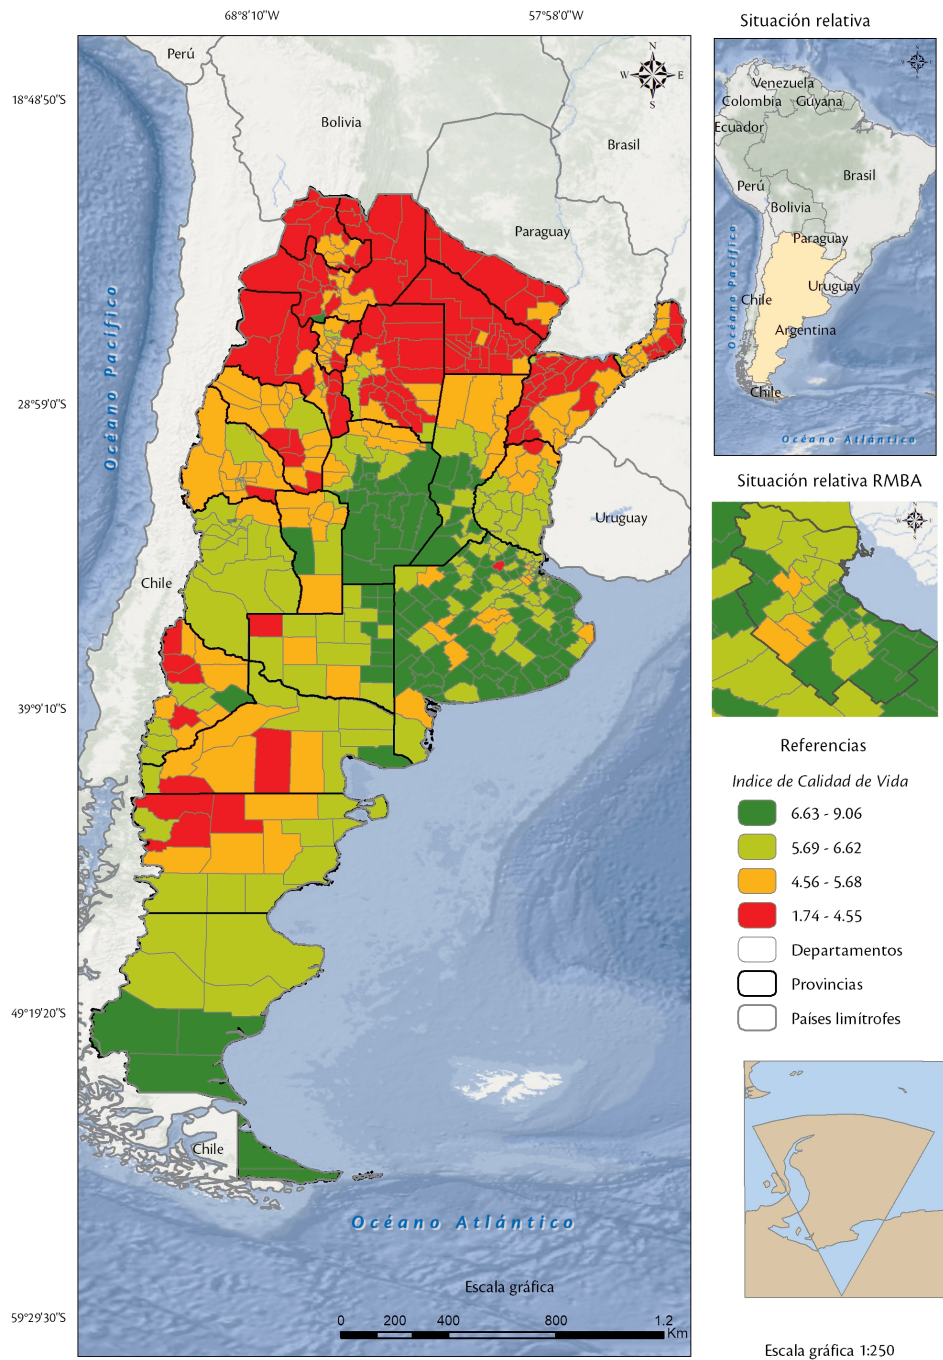 68°8'10"W
57°58'0"W
Situación relativa
Perú
N
W
E
S
18°48'50"S
Bolivia
Brasil
Paraguay
Venezuela
Colombia
Guyana
Ecuador
Brasil
Perú
Bolivia
Paraguay
Uruguay
Chile
Argentina
Chile
Océano Pacífico
Océano Atlántico
Océano Pacífico
28°59'0"S
Situación relativa RMBA
Uruguay
Chile
39°9'10"S
Referencias
Indice de Calidad de Vida
6.63 - 9.06
5.69 - 6.62
4.56 - 5.68
1.74 - 4.55
Departamentos
Provincias
Países limítrofes
49°19'20"S
Chile
Océano Atlántico
Escala gráfica
59°29'30"S
0 200 400 800 1.2
Km
Escala gráfica 1:250